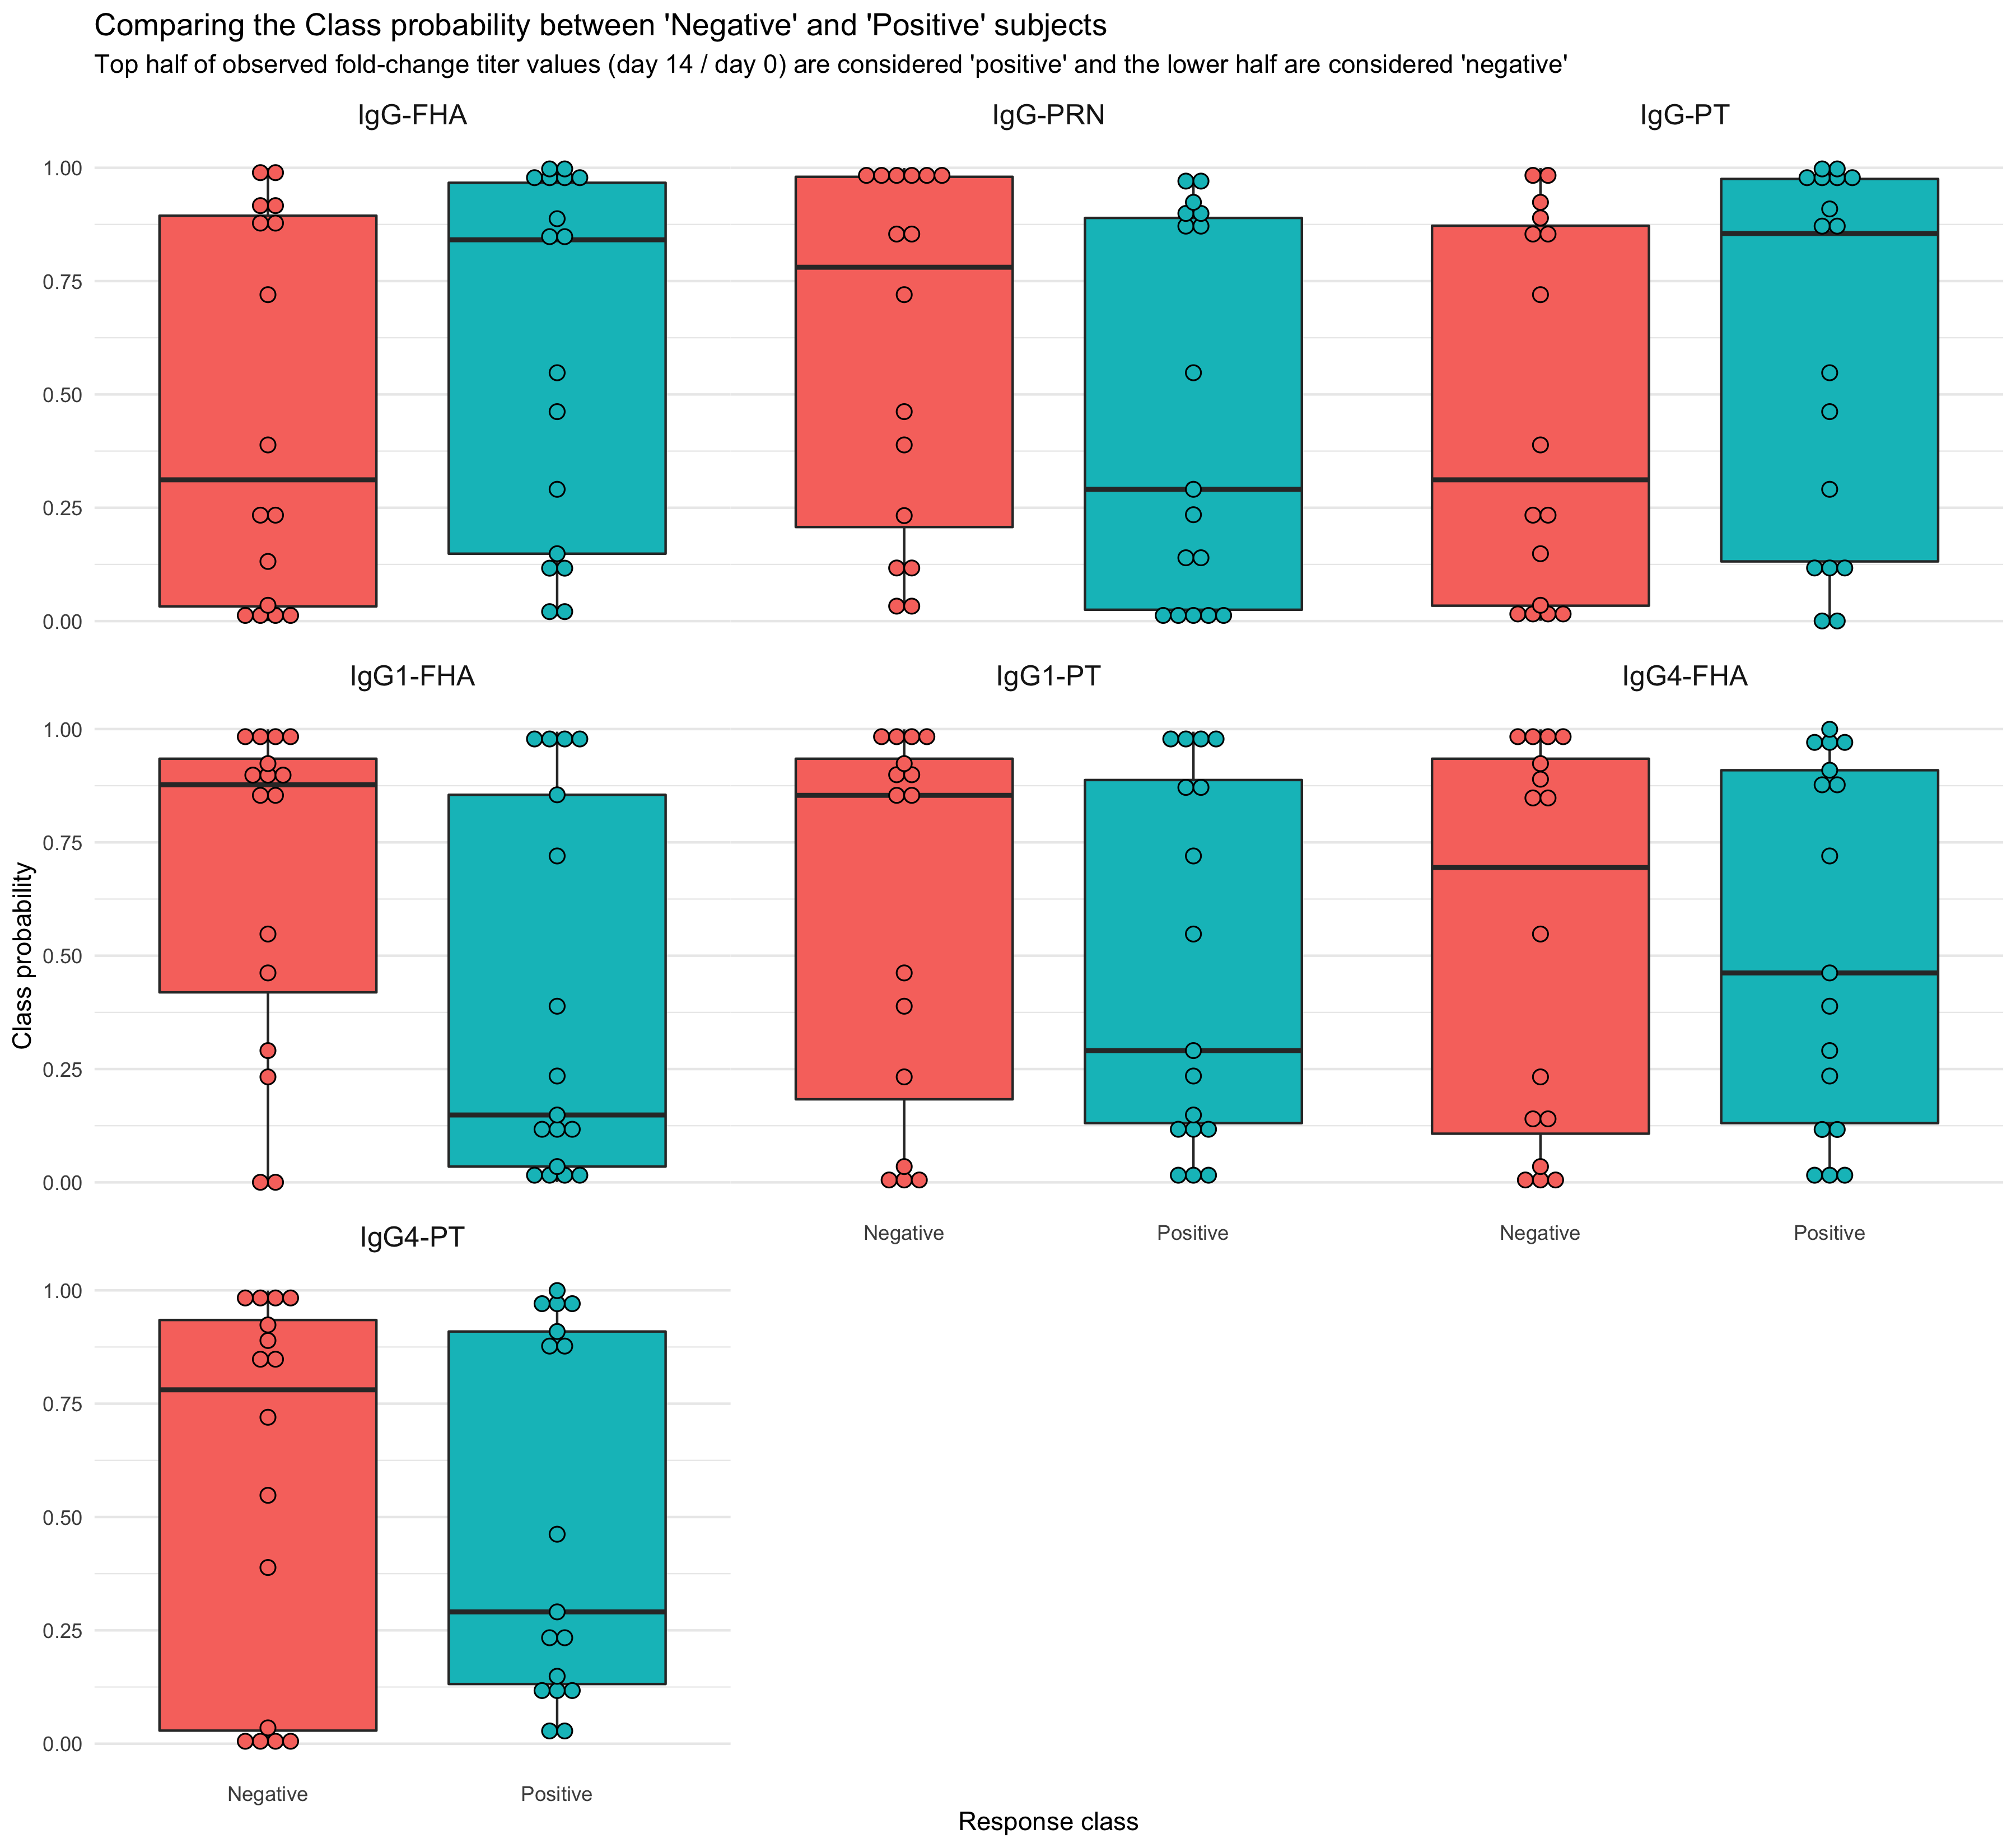 Comparing the Class probability between 'Negative' and 'Positive' subjects
Top half of observed fold-change titer values (day 14 / day 0) are considered 'positive' and the lower half are considered 'negative'
IgG-FHA IgG-PRN IgG-PT
1.00
0.75
0.50
0.25
0.00
IgG1-FHA IgG1-PT IgG4-FHA
1.00
0.75
0.50
0.25
0.00
Class probability
Negative Positive Negative Positive
IgG4-PT
1.00
0.75
0.50
0.25
0.00
Negative Positive
Response class